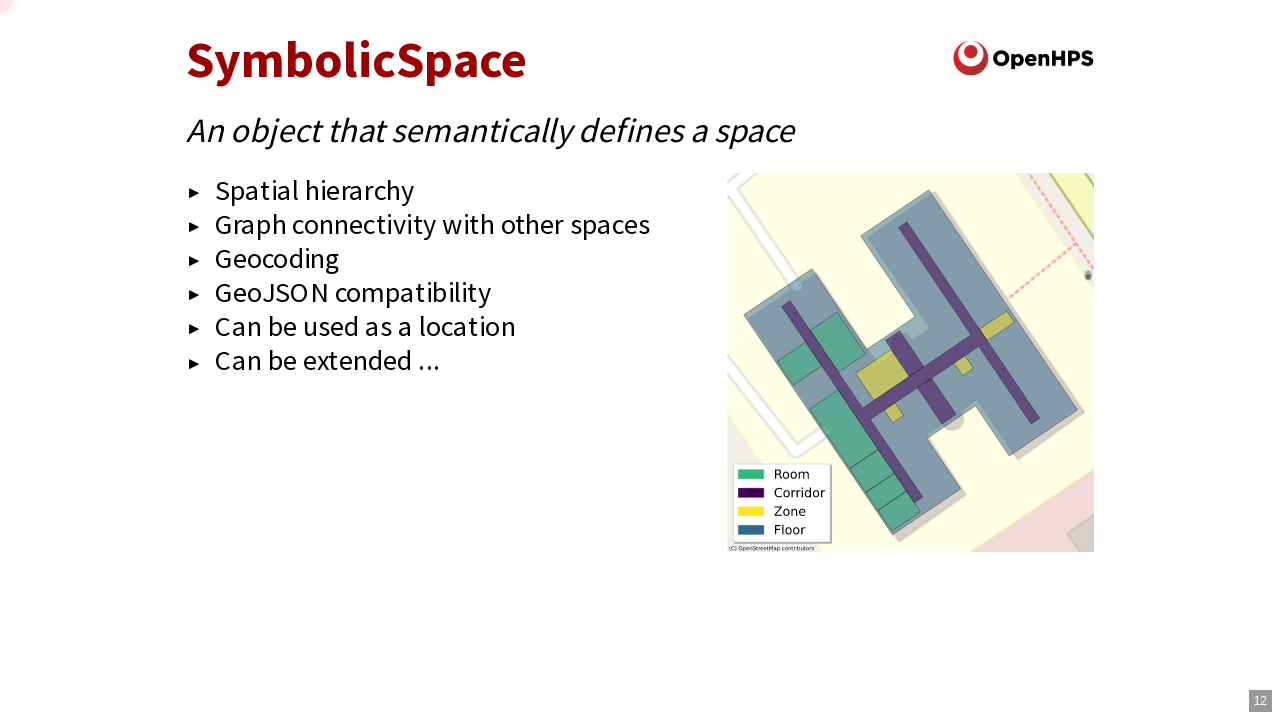 SymbolicSpace
OpenHPS
An object that semantically defines a space
▸ Spatial hierarchy
▸ Graph connectivity with other spaces
▸ Geocoding
▸ GeoJSON compatibility
▸ Can be used as a location
▸ Can be extended ...
Room
Corridor
Zone
Floor
(C) OpenStreetMap contributors
12